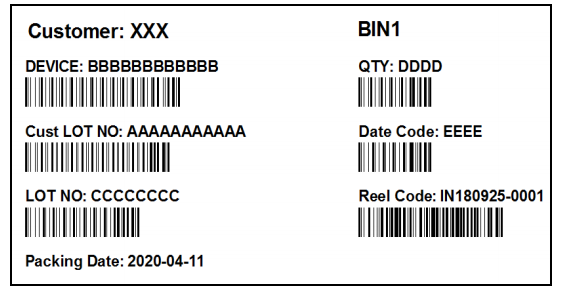 Customer: XXX
BIN1
DEVICE: BBBBBBBBBBBBB
QTY: DDDD
Cust LOT NO: AAAAAAAAAAA
Date Code: EEEE
LOT NO: CCCCCCCC
Reel Code: IN180925-0001
Packing Date: 2020-04-11